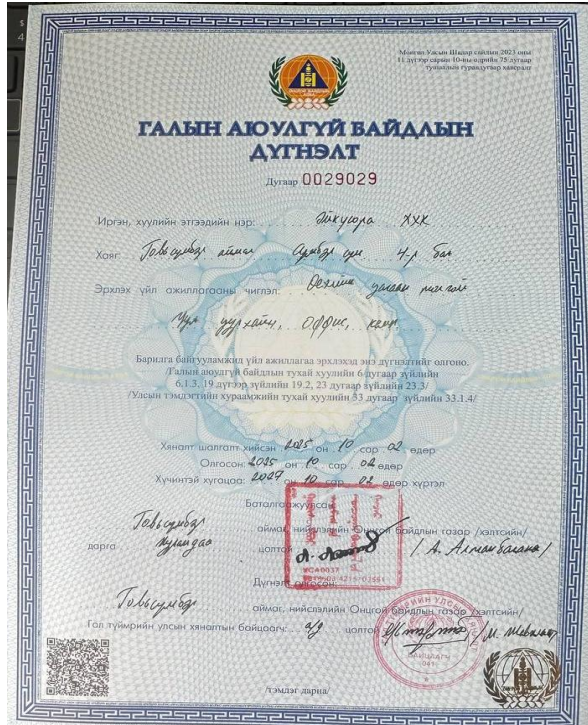 Монгол Улсын Шадар сайдын 2023 оны
11 дүгээр сарын 10-ны өдрийн 75 дугаар
тушаалын гуравдугаар хавсралт
ГАЛЫН АЮУЛГҮЙ БАЙДЛЫН
ДҮГНЭЛТ
Дугаар 0029029
Иргэн, хуулийн этгээдийн нэр: ХХК
Хаяг: Говьсүмбэр аймаг Сүмбэр сум 4-р баг
Эрхлэх үйл ажиллагааны чиглэл:
уурхайн, оффис, кемп
Барилга байгууламжид үйл ажиллагаа эрхлэхэд энэ дүгнэлтийг олгоно.
/Галын аюулгүй байдлын тухай хуулийн 6 дугаар зүйлийн
6.1.3, 19 дүгээр зүйлийн 19.2, 23 дугаар зүйлийн 23.3/
/Улсын тэмдэгтийн хураамжийн тухай хуулийн 33 дугаар зүйлийн 33.1.4/
Хяналт шалгалт хийсэн 2025 он 10 сар 02 өдөр
Олгосон: 2025 он 10 сар 02 өдөр
Хүчинтэй хугацаа: 2027 он 10 сар 02 өдөр хүртэл
Баталгаажуулсан:
Говьсүмбэр аймаг, нийслэлийн Онцгой байдлын газар /хэлтсийн/
дарга цолтой
Дүгнэлт олгосон:
Говьсүмбэр аймаг, нийслэлийн Онцгой байдлын газар /хэлтсийн/
Гал түймрийн улсын хяналтын байцаагч: а/д цолтой
/тэмдэг дарна/